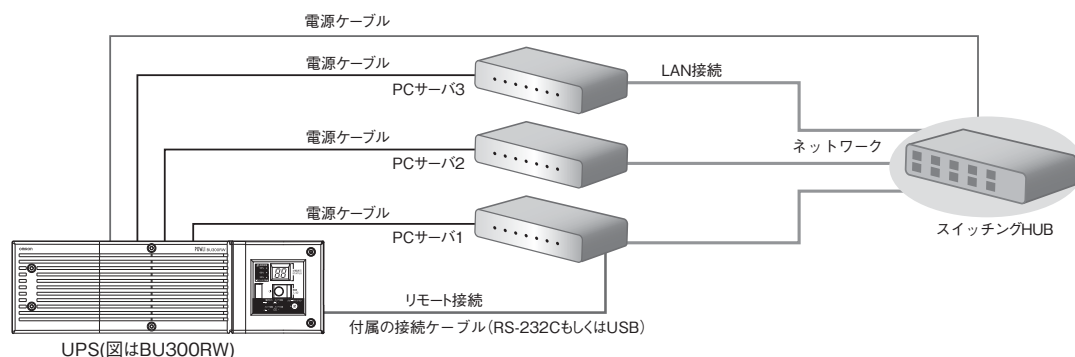 電源ケーブル
電源ケーブル
PCサーバ3
LAN接続
電源ケーブル
PCサーバ2
ネットワーク
電源ケーブル
PCサーバ1
スイッチングHUB
omron
BU300RW
リモート接続
付属の接続ケーブル(RS-232CもしくはUSB)
UPS(図はBU300RW)